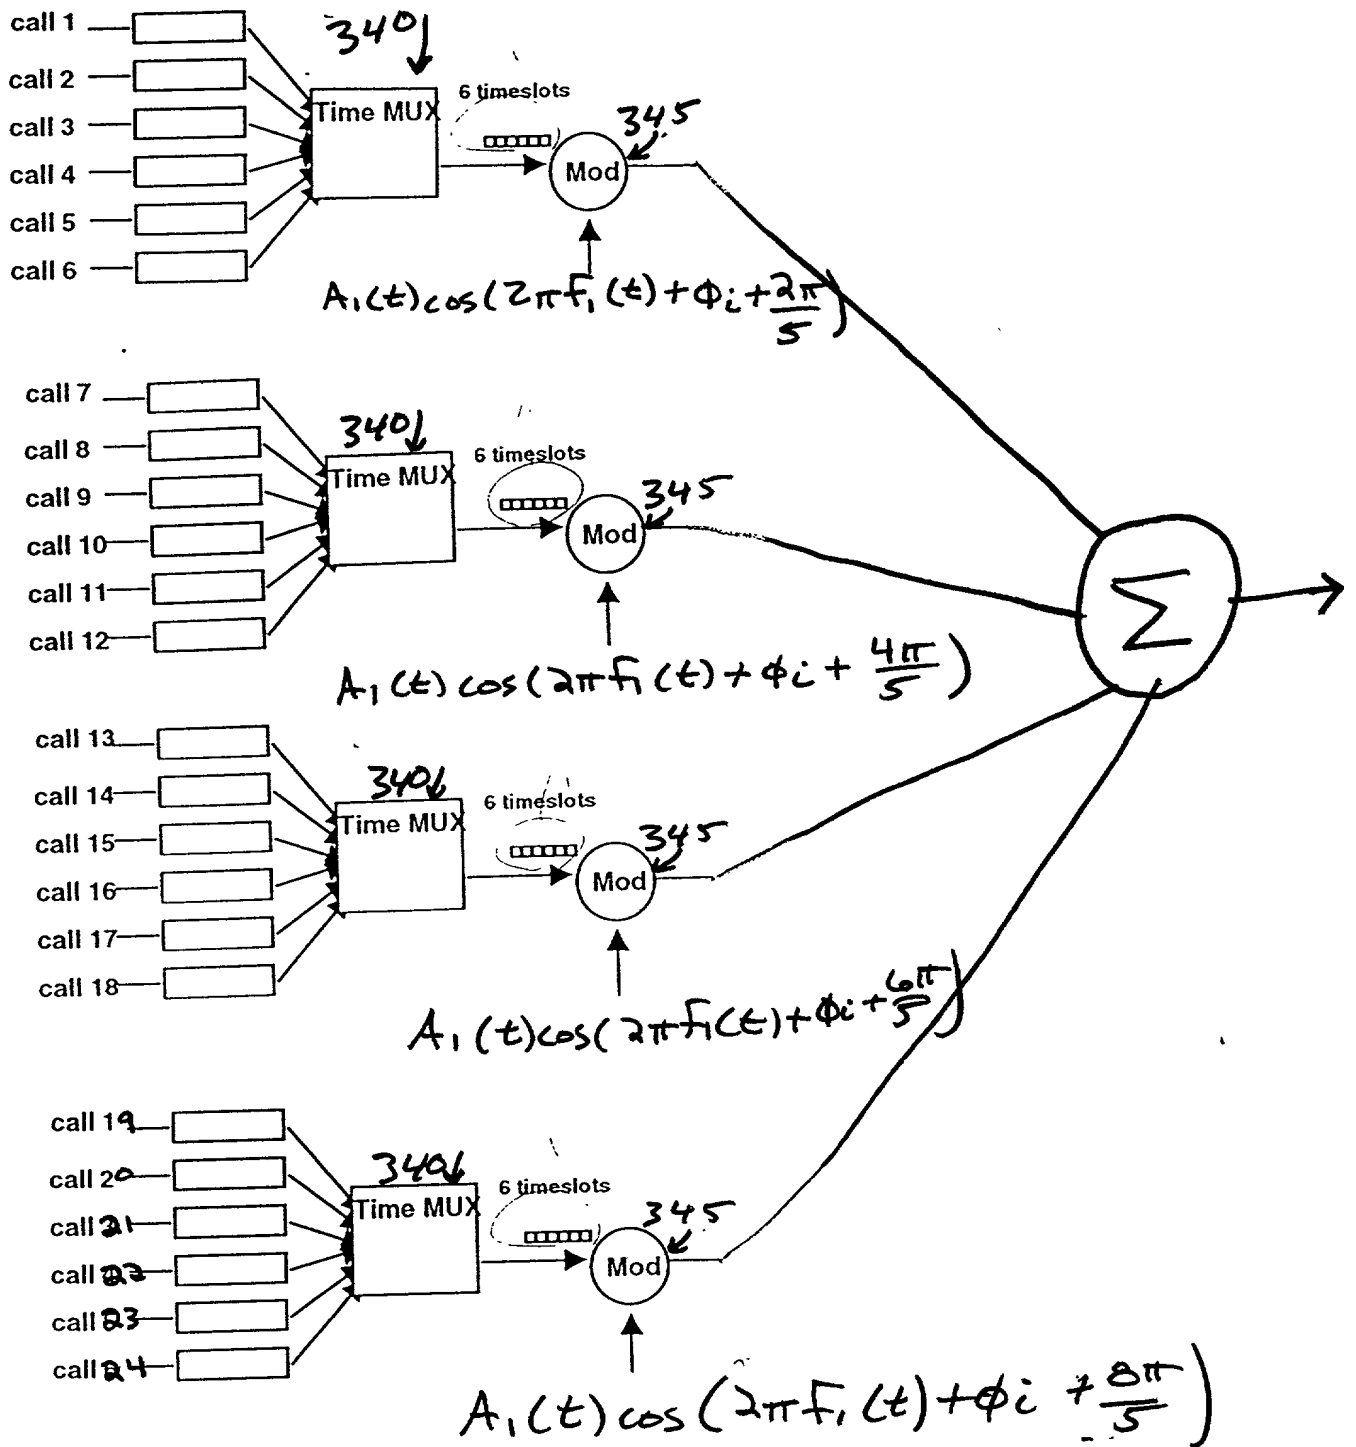 call 1
340
call 2
6 timeslots
Time MUX
345
call 3
call 4
Mod
call 5
call 6
A₁(t)cos(2πf₁(t)+ϕi+2π/5)
call 7
340
call 8
6 timeslots
Time MUX
345
call 9
call 10
Mod
call 11
call 12
Σ
A₁(t)cos(2πf₁(t)+ϕi+4π/5)
call 13
340
call 14
6 timeslots
Time MUX
345
call 15
call 16
Mod
call 17
call 18
A₁(t)cos(2πf₁(t)+ϕi+6π/5)
call 19
340
call 20
6 timeslots
Time MUX
345
call 21
call 22
Mod
call 23
call 24
A₁(t)cos(2πf₁(t)+ϕi+8π/5)